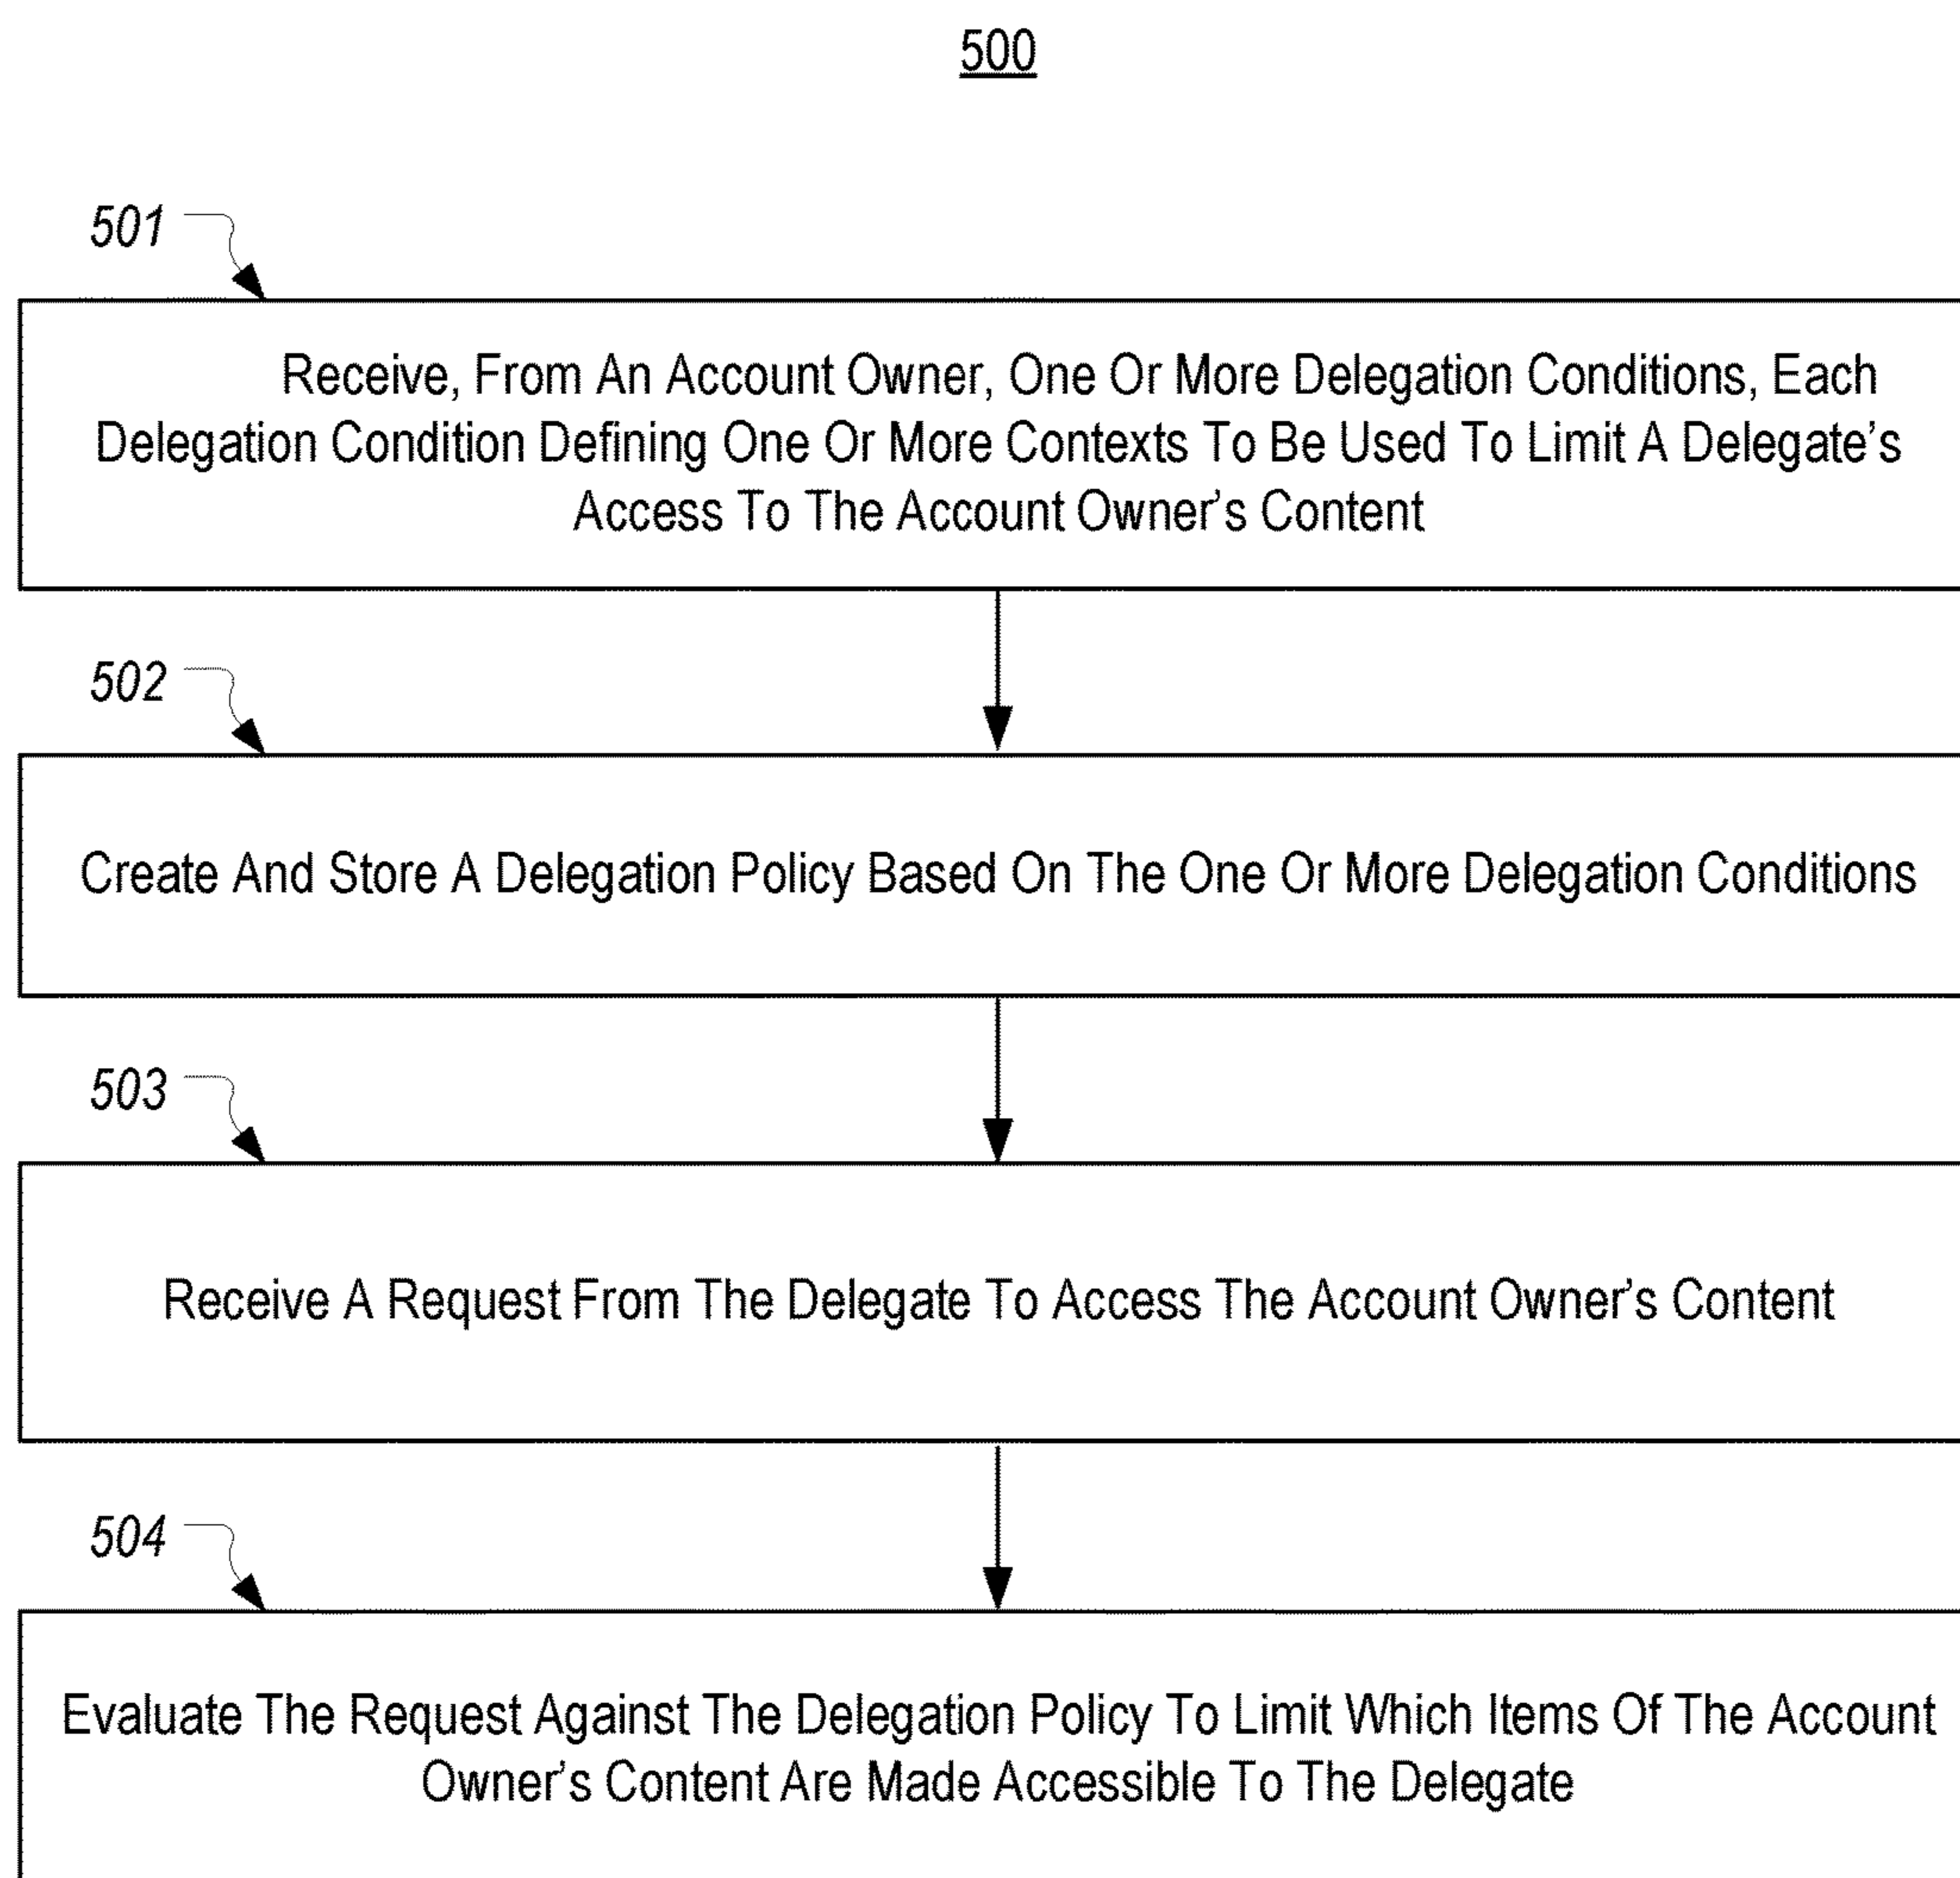 500
501
Receive, From An Account Owner, One Or More Delegation Conditions, Each
Delegation Condition Defining One Or More Contexts To Be Used To Limit A Delegate's
Access To The Account Owner's Content
502
Create And Store A Delegation Policy Based On The One Or More Delegation Conditions
503
Receive A Request From The Delegate To Access The Account Owner's Content
504
Evaluate The Request Against The Delegation Policy To Limit Which Items Of The Account
Owner's Content Are Made Accessible To The Delegate